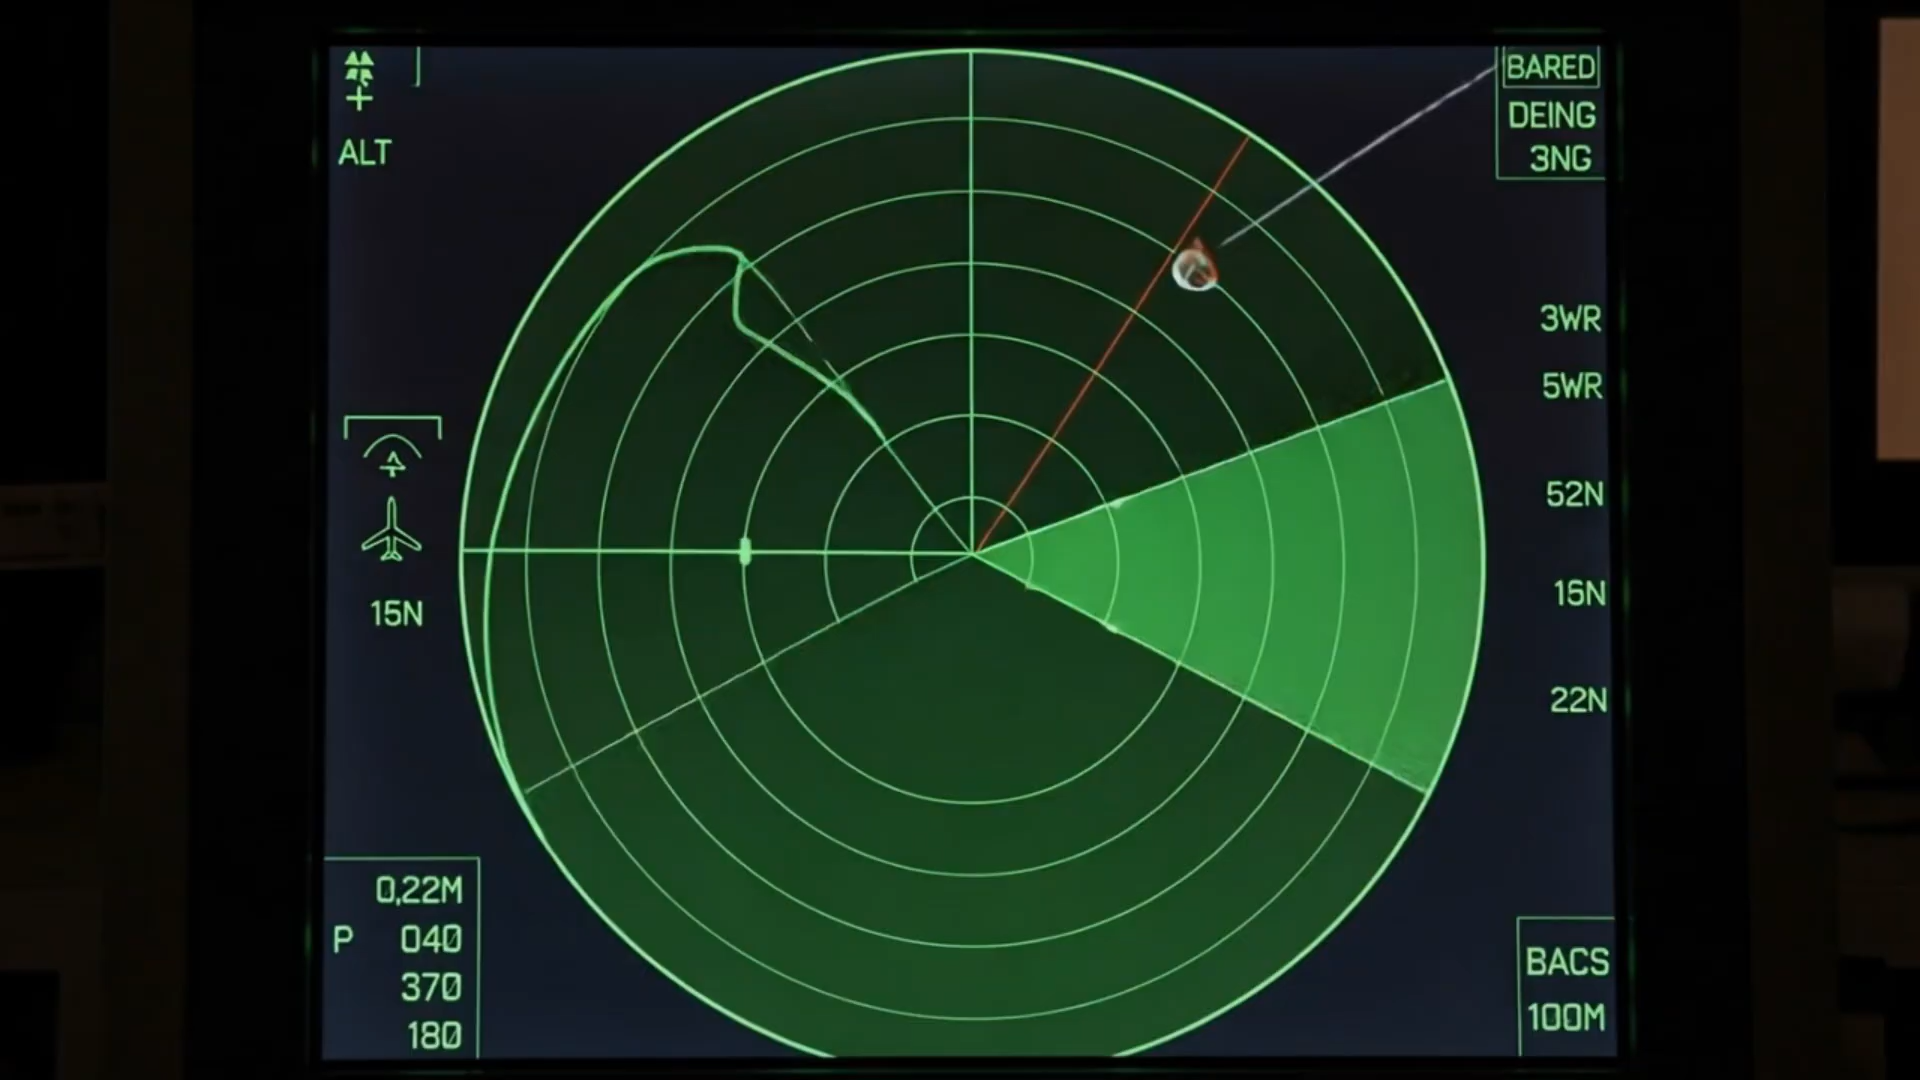 ALT
15N
0,22M
P 040
370
180
BARED
DEING
3NG
3WR
5WR
52N
15N
22N
BACS
100M